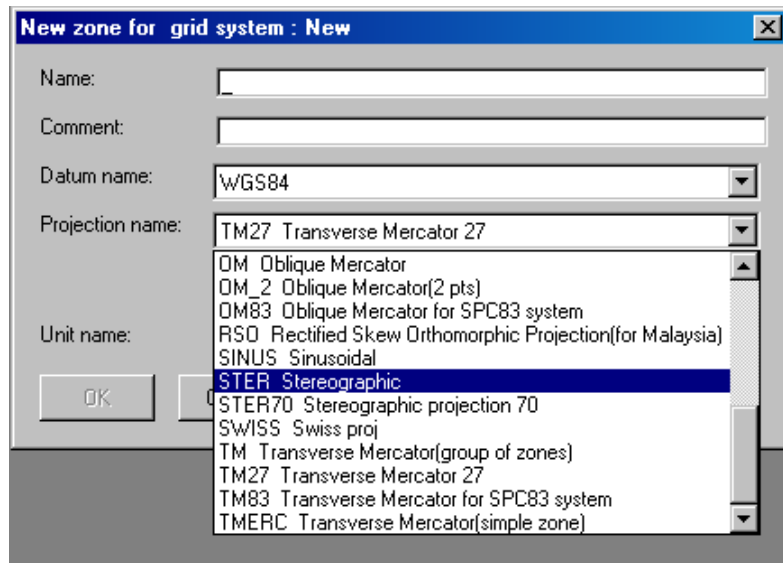 New zone for grid system : New
Name:
_
Comment:
Datum name:
WGS84
Projection name:
TM27 Transverse Mercator 27
OM Oblique Mercator
OM_2 Oblique Mercator(2 pts)
OM83 Oblique Mercator for SPC83 system
RSO Rectified Skew Orthomorphic Projection(for Malaysia)
SINUS Sinusoidal
STER Stereographic
STER70 Stereographic projection 70
SWISS Swiss proj
TM Transverse Mercator(group of zones)
TM27 Transverse Mercator 27
TM83 Transverse Mercator for SPC83 system
TMERC Transverse Mercator(simple zone)
Unit name:
OK